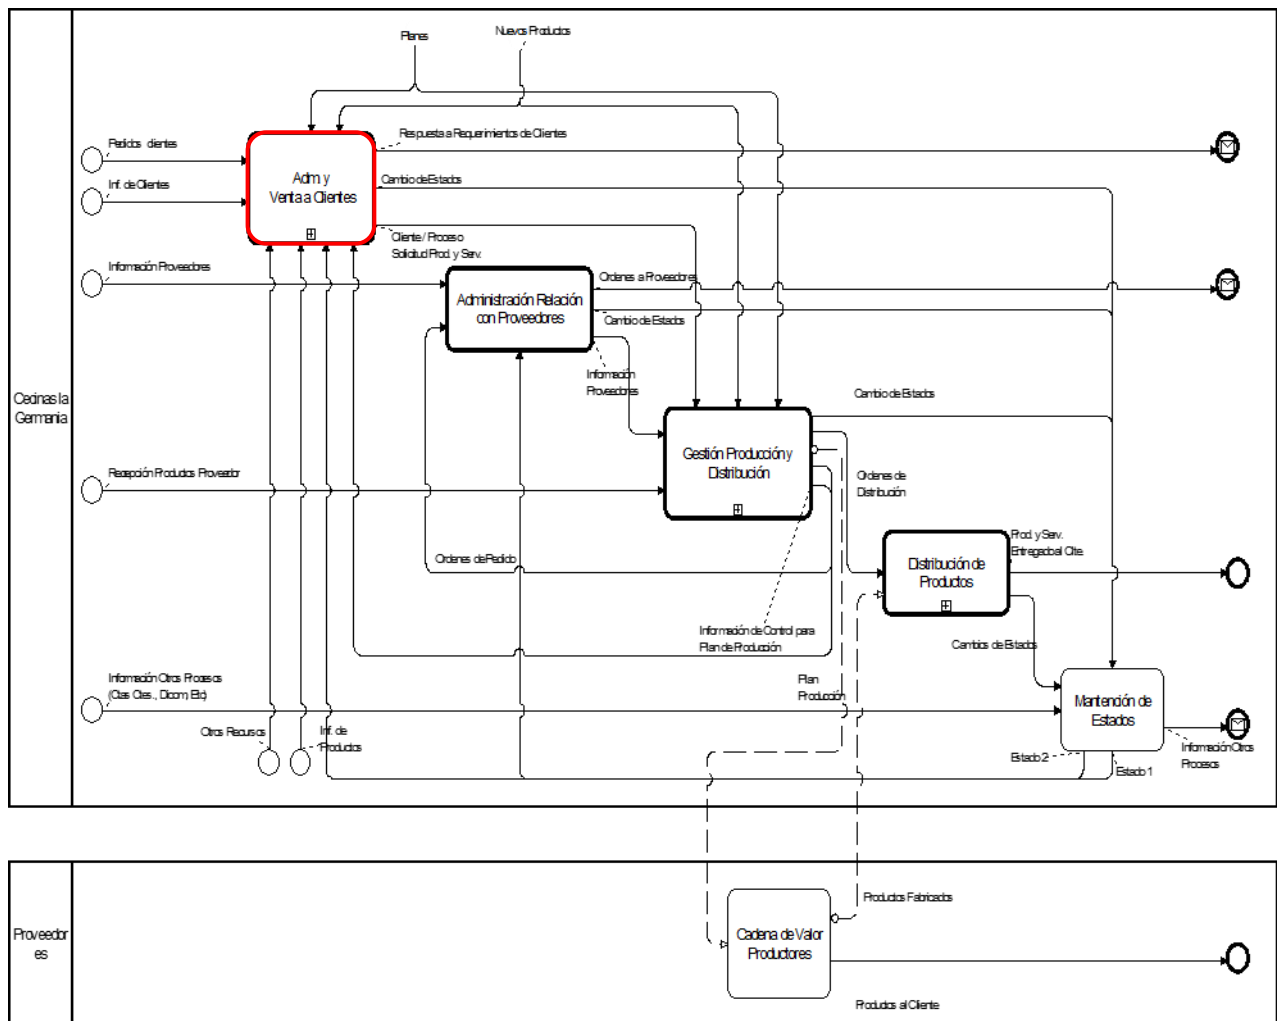 Planes
Nuevos Productos
Pedidos clientes
Respuesta a Requerimientos de Clientes
Adm. y
Venta a Clientes
Inf. de Clientes
Cambio de Estados
Cliente / Proceso
Solicitud Prod. y Serv.
Información Proveedores
Administración Relación
con Proveedores
Ordenes a Proveedores
Cambio de Estados
Información
Proveedores
Cecinas la
Germania
Cambio de Estados
Gestión Producción y
Distribución
Recepción Productos Proveedor
Ordenes de
Distribución
Ordenes de Pedido
Distribución de
Productos
Prod. y Serv.
Entregado al Clte.
Información de Control para
Plan de Producción
Cambios de Estados
Información Otros Procesos
(Ctas Ctes., Dicom, Etc)
Plan
Producción
Mantención de
Estados
Otros Recursos
Inf. de
Productos
Estado 2
Estado 1
Información Otros
Procesos
Proveedor
es
Productos Fabricados
Cadena de Valor
Productores
Productos al Cliente